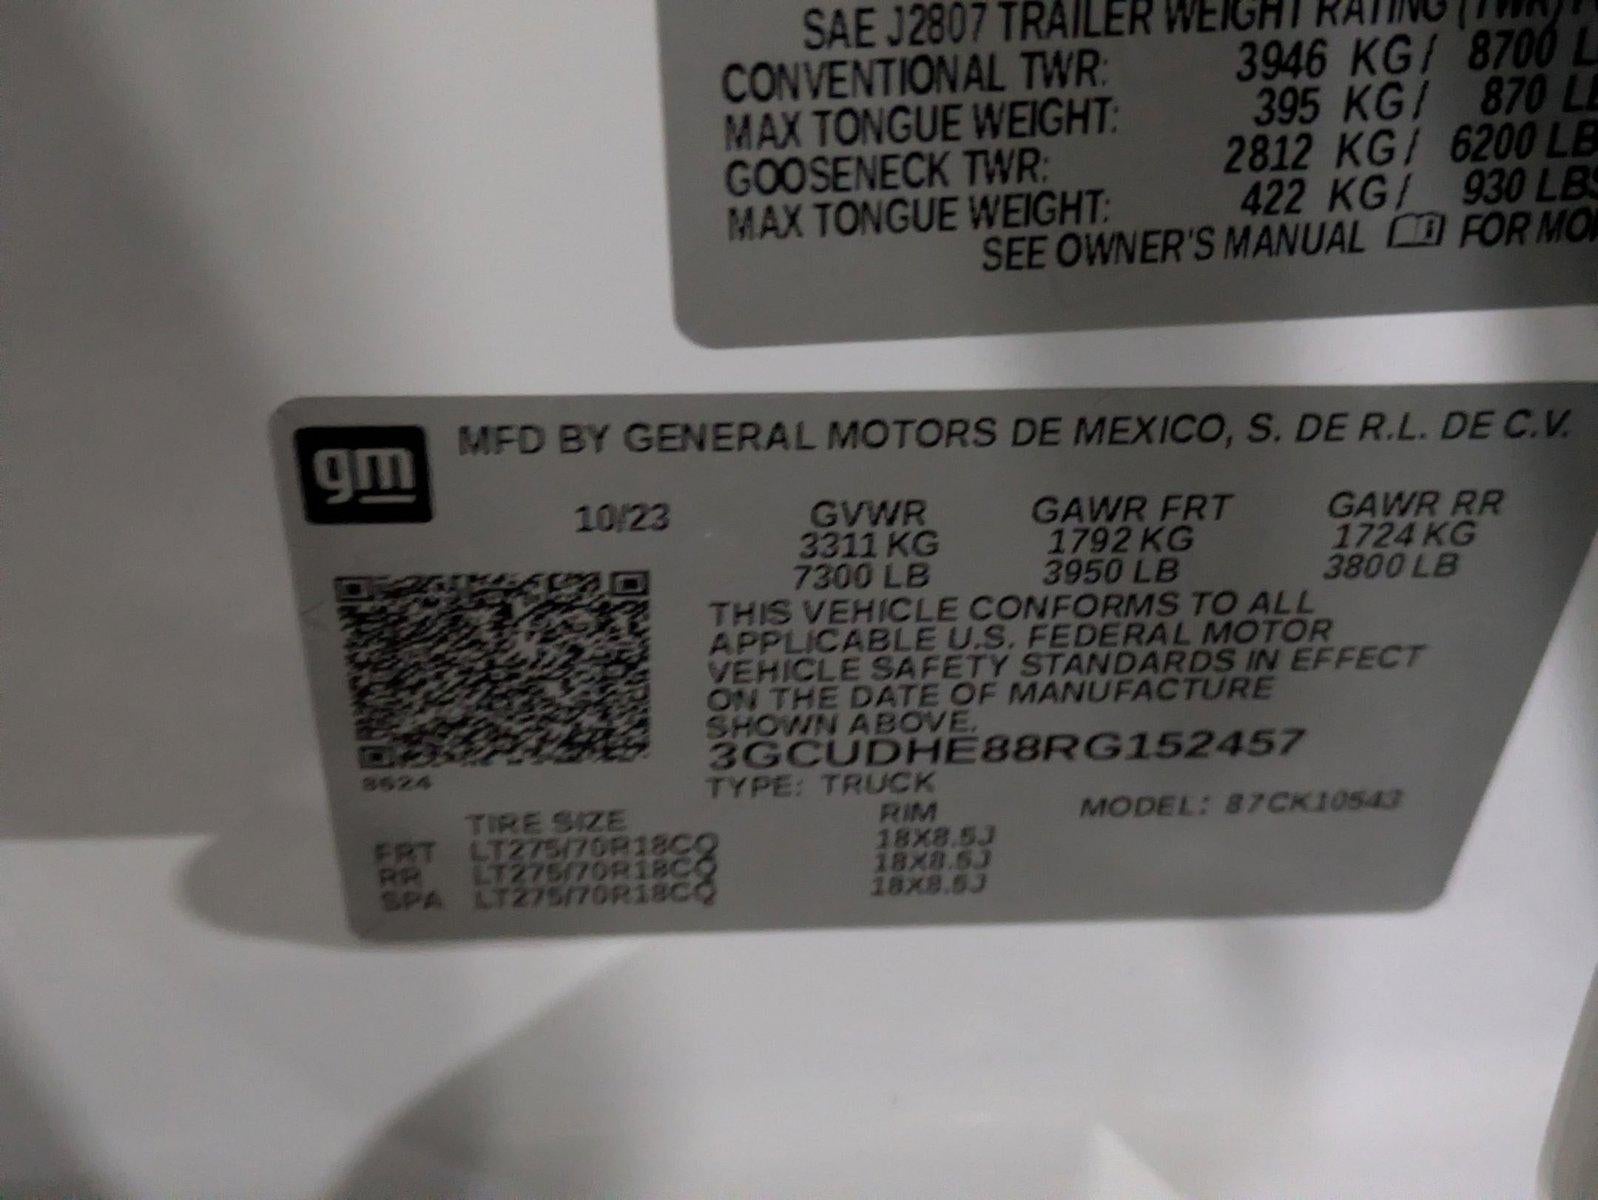 SAE J2807 TRAILER WEIGHT RATING (TWR)
CONVENTIONAL TWR: 3946 KG/ 8700 L
MAX TONGUE WEIGHT: 395 KG/ 870 LB
GOOSENECK TWR: 2812 KG/ 6200 LB
MAX TONGUE WEIGHT: 422 KG/ 930 LBS
SEE OWNER'S MANUAL FOR MO
gm
MFD BY GENERAL MOTORS DE MEXICO, S. DE R.L. DE C.V.
10/23 GVWR GAWR FRT GAWR RR
3311 KG 1792 KG 1724 KG
7300 LB 3950 LB 3800 LB
THIS VEHICLE CONFORMS TO ALL
APPLICABLE U.S. FEDERAL MOTOR
VEHICLE SAFETY STANDARDS IN EFFECT
ON THE DATE OF MANUFACTURE
SHOWN ABOVE.
3GCUDHE88RG152457
8624
TYPE: TRUCK
MODEL: 87CK10543
TIRE SIZE RIM
FRT LT275/70R18CQ 18X8.5J
RR LT275/70R18CQ 18X8.5J
SPA LT275/70R18CQ 18X8.5J